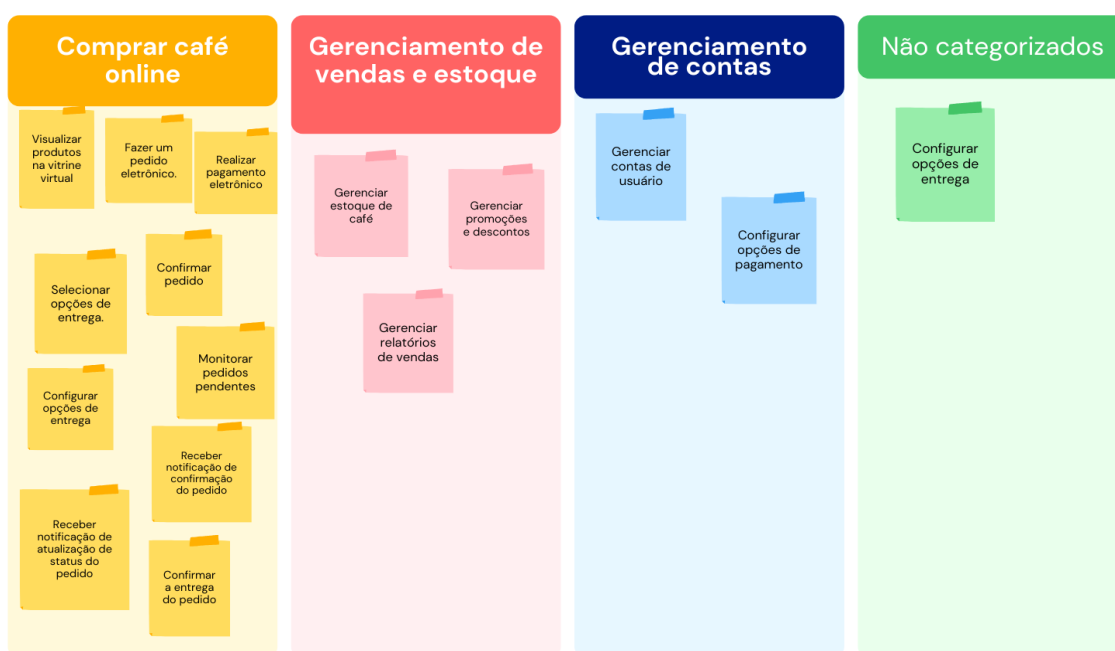 Comprar café
online
Visualizar
produtos
na vitrine
virtual
Fazer um
pedido
eletrônico.
Realizar
pagamento
eletrônico
Selecionar
opções de
entrega.
Confirmar
pedido
Monitorar
pedidos
pendentes
Configurar
opções de
entrega
Receber
notificação de
confirmação
do pedido
Receber
notificação de
atualização de
status do
pedido
Confirmar
a entrega
do pedido
Gerenciamento de
vendas e estoque
Gerenciar
estoque de
café
Gerenciar
promoções
e descontos
Gerenciar
relatórios
de vendas
Gerenciamento
de contas
Gerenciar
contas de
usuário
Configurar
opções de
pagamento
Não categorizados
Configurar
opções de
entrega